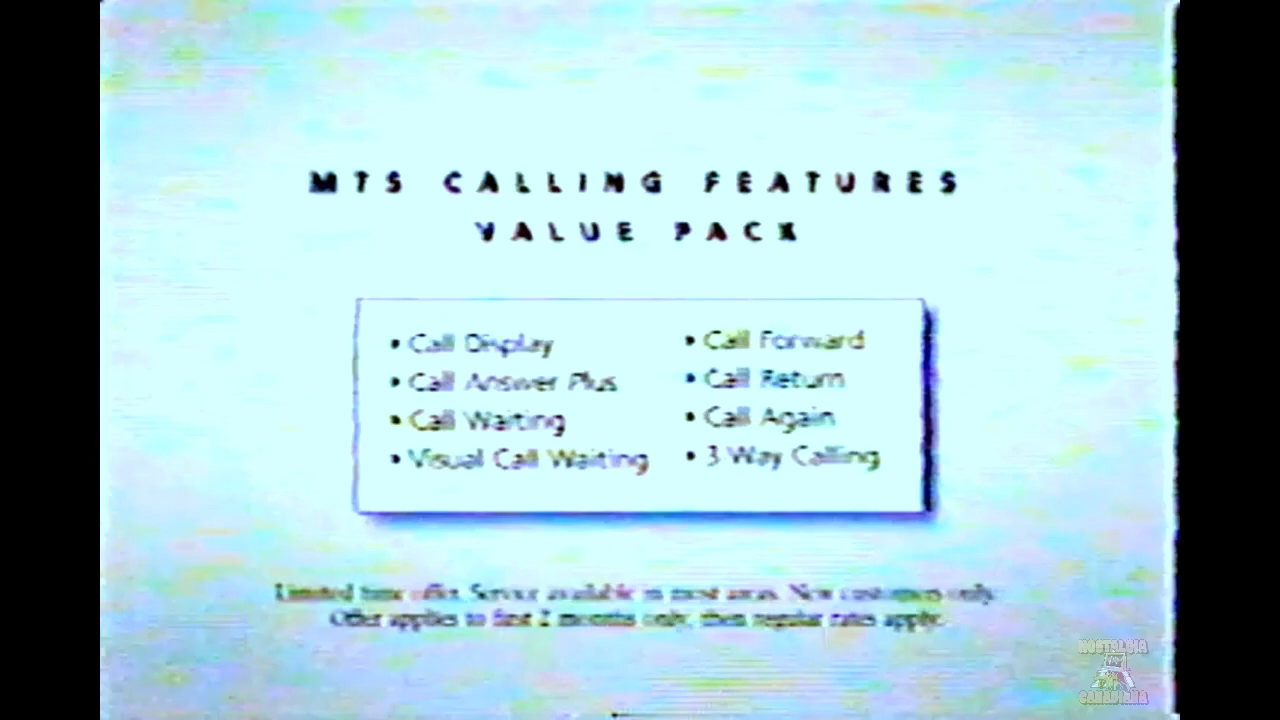 MTS CALLING FEATURES
VALUE PACK
• Call Display
• Call Answer Plus
• Call Waiting
• Visual Call Waiting
• Call Forward
• Call Return
• Call Again
• 3 Way Calling
Limited time offer. Service available in most areas. New customers only.
Offer applies to first 2 months only, then regular rates apply.
NOSTALGIA
CANADIANA